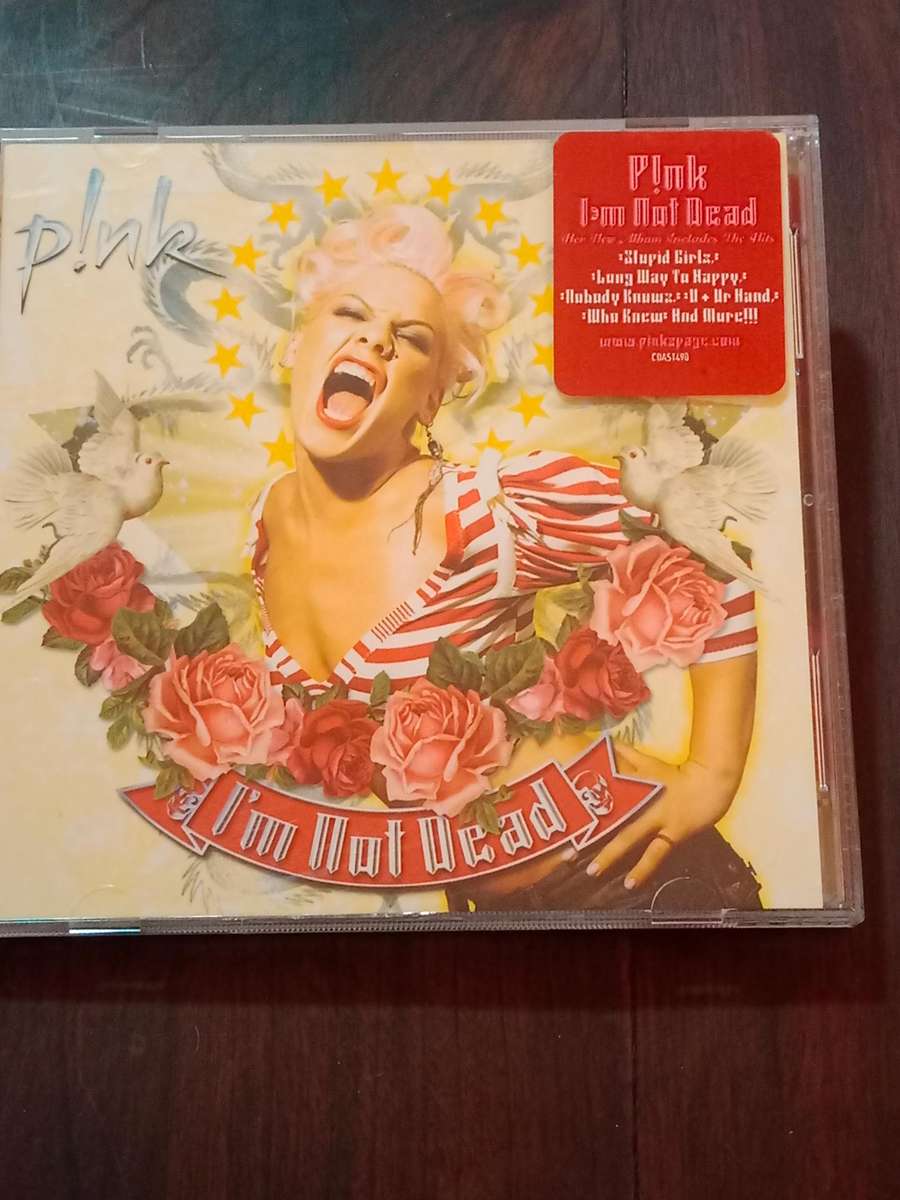 p!nk
P!nk
I'm Not Dead
Her New Album Includes The Hits
"Stupid Girls,"
"Long Way To Happy,"
"Nobody Knows," "U + Ur Hand,"
"Who Knew" And More!!!
www.pinkspage.com
CDAS1490
I'm Not Dead